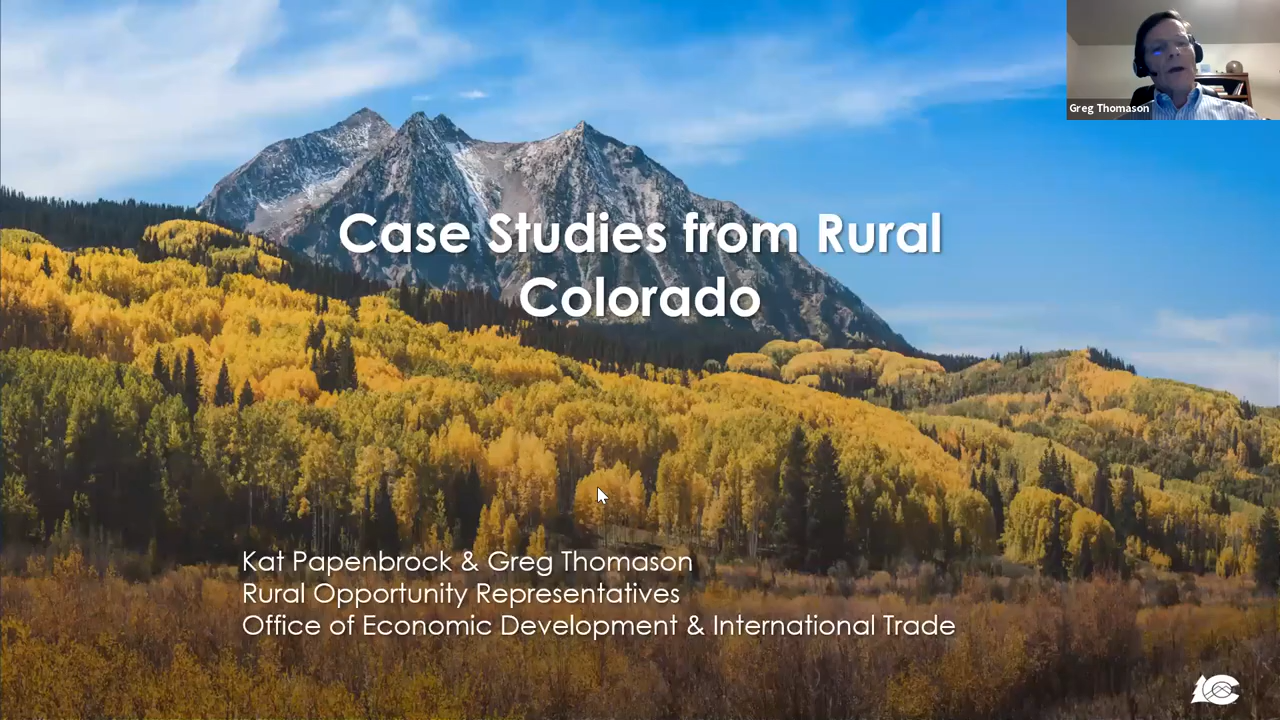 Greg Thomason
Case Studies from Rural
Colorado
Kat Papenbrock & Greg Thomason
Rural Opportunity Representatives
Office of Economic Development & International Trade